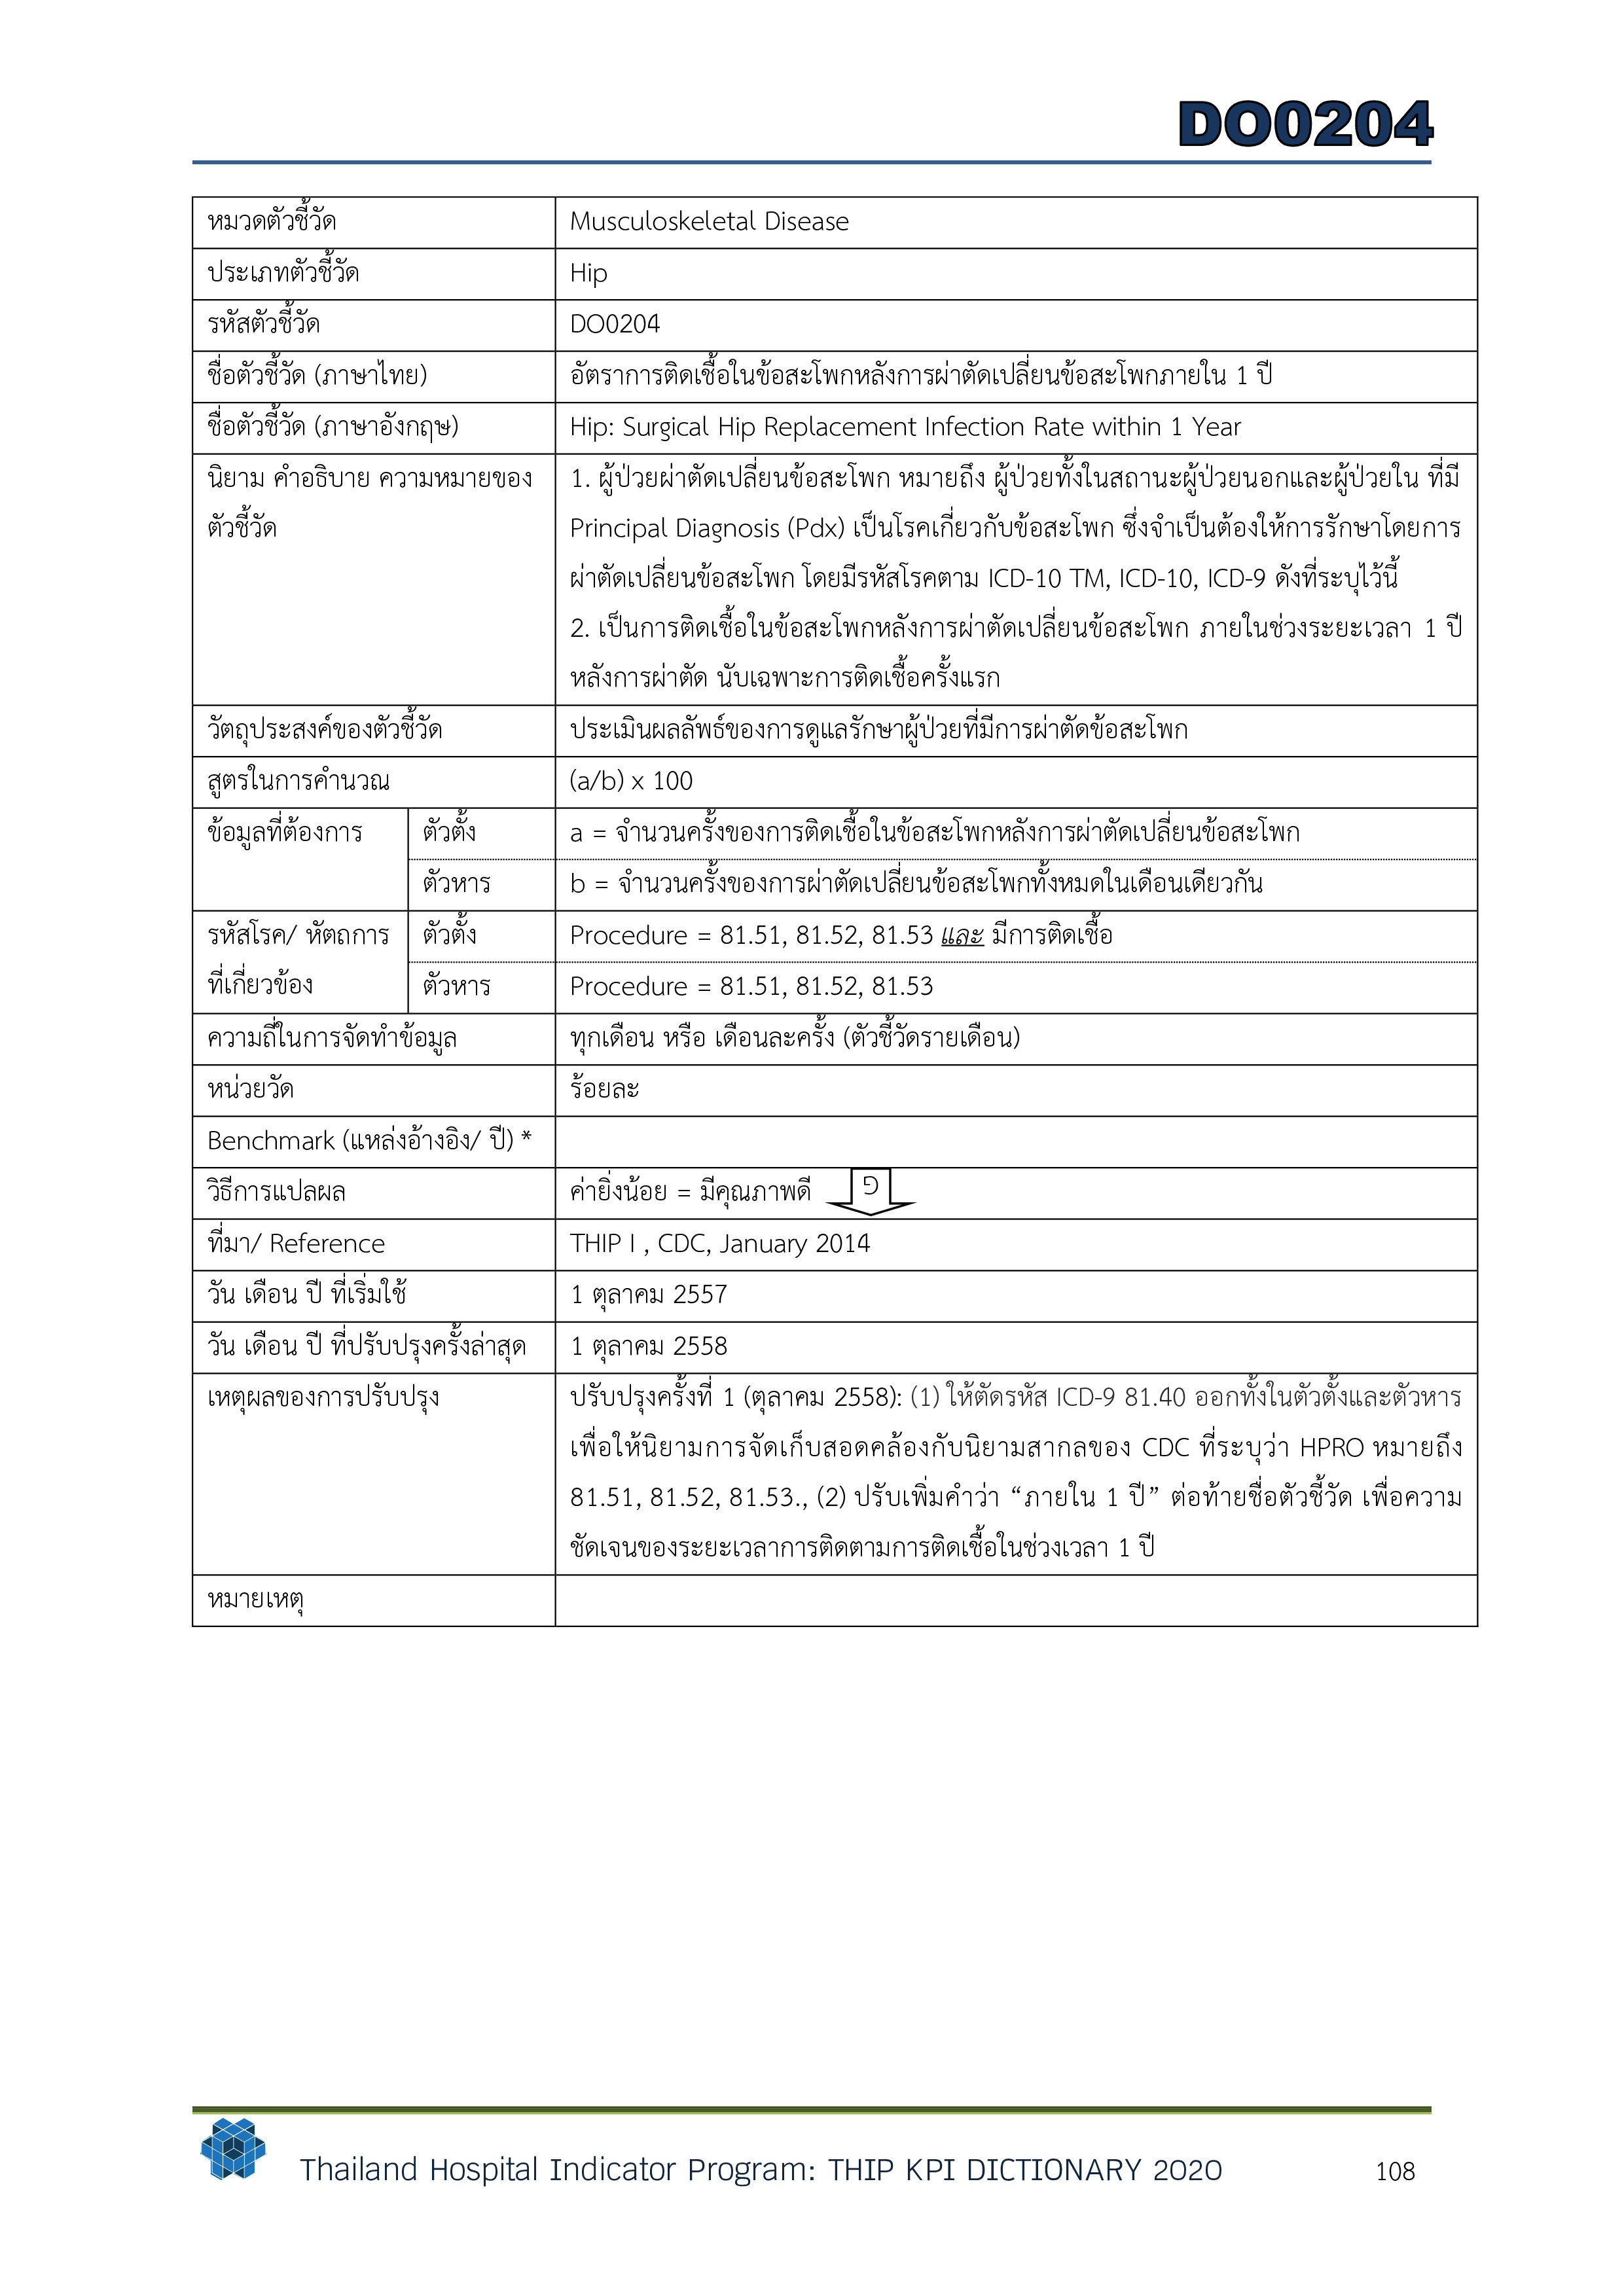 DO0204
หมวดตัวชี้วัด Musculoskeletal Disease
ประเภทตัวชี้วัด Hip
รหัสตัวชี้วัด DO0204
ชื่อตัวชี้วัด (ภาษาไทย) อัตราการติดเชื้อในข้อสะโพกหลังการผ่าตัดเปลี่ยนข้อสะโพกภายใน 1 ปี
ชื่อตัวชี้วัด (ภาษาอังกฤษ) Hip: Surgical Hip Replacement Infection Rate within 1 Year
นิยาม คำอธิบาย ความหมายของ
ตัวชี้วัด
1. ผู้ป่วยผ่าตัดเปลี่ยนข้อสะโพก หมายถึง ผู้ป่วยทั้งในสถานะผู้ป่วยนอกและผู้ป่วยใน ที่มี
Principal Diagnosis (Pdx) เป็นโรคเกี่ยวกับข้อสะโพก ซึ่งจำเป็นต้องให้การรักษาโดยการ
ผ่าตัดเปลี่ยนข้อสะโพก โดยมีรหัสโรคตาม ICD-10 TM, ICD-10, ICD-9 ดังที่ระบุไว้นี้
2. เป็นการติดเชื้อในข้อสะโพกหลังการผ่าตัดเปลี่ยนข้อสะโพก ภายในช่วงระยะเวลา 1 ปี
หลังการผ่าตัด นับเฉพาะการติดเชื้อครั้งแรก
วัตถุประสงค์ของตัวชี้วัด ประเมินผลลัพธ์ของการดูแลรักษาผู้ป่วยที่มีการผ่าตัดข้อสะโพก
สูตรในการคำนวณ (a/b) x 100
ข้อมูลที่ต้องการ ตัวตั้ง a = จำนวนครั้งของการติดเชื้อในข้อสะโพกหลังการผ่าตัดเปลี่ยนข้อสะโพก
ตัวหาร b = จำนวนครั้งของการผ่าตัดเปลี่ยนข้อสะโพกทั้งหมดในเดือนเดียวกัน
รหัสโรค/ หัตถการ ตัวตั้ง Procedure = 81.51, 81.52, 81.53 และ มีการติดเชื้อ
ที่เกี่ยวข้อง ตัวหาร Procedure = 81.51, 81.52, 81.53
ความถี่ในการจัดทำข้อมูล ทุกเดือน หรือ เดือนละครั้ง (ตัวชี้วัดรายเดือน)
หน่วยวัด ร้อยละ
Benchmark (แหล่งอ้างอิง/ ปี) *
วิธีการแปลผล ค่ายิ่งน้อย = มีคุณภาพดี
ที่มา/ Reference THIP I , CDC, January 2014
วัน เดือน ปี ที่เริ่มใช้ 1 ตุลาคม 2557
วัน เดือน ปี ที่ปรับปรุงครั้งล่าสุด 1 ตุลาคม 2558
เหตุผลของการปรับปรุง ปรับปรุงครั้งที่ 1 (ตุลาคม 2558): (1) ให้ตัดรหัส ICD-9 81.40 ออกทั้งในตัวตั้งและตัวหาร
เพื่อให้นิยามการจัดเก็บสอดคล้องกับนิยามสากลของ CDC ที่ระบุว่า HPRO หมายถึง
81.51, 81.52, 81.53., (2) ปรับเพิ่มคำว่า “ภายใน 1 ปี” ต่อท้ายชื่อตัวชี้วัด เพื่อความ
ชัดเจนของระยะเวลาการติดตามการติดเชื้อในช่วงเวลา 1 ปี
หมายเหตุ
Thailand Hospital Indicator Program: THIP KPI DICTIONARY 2020 108